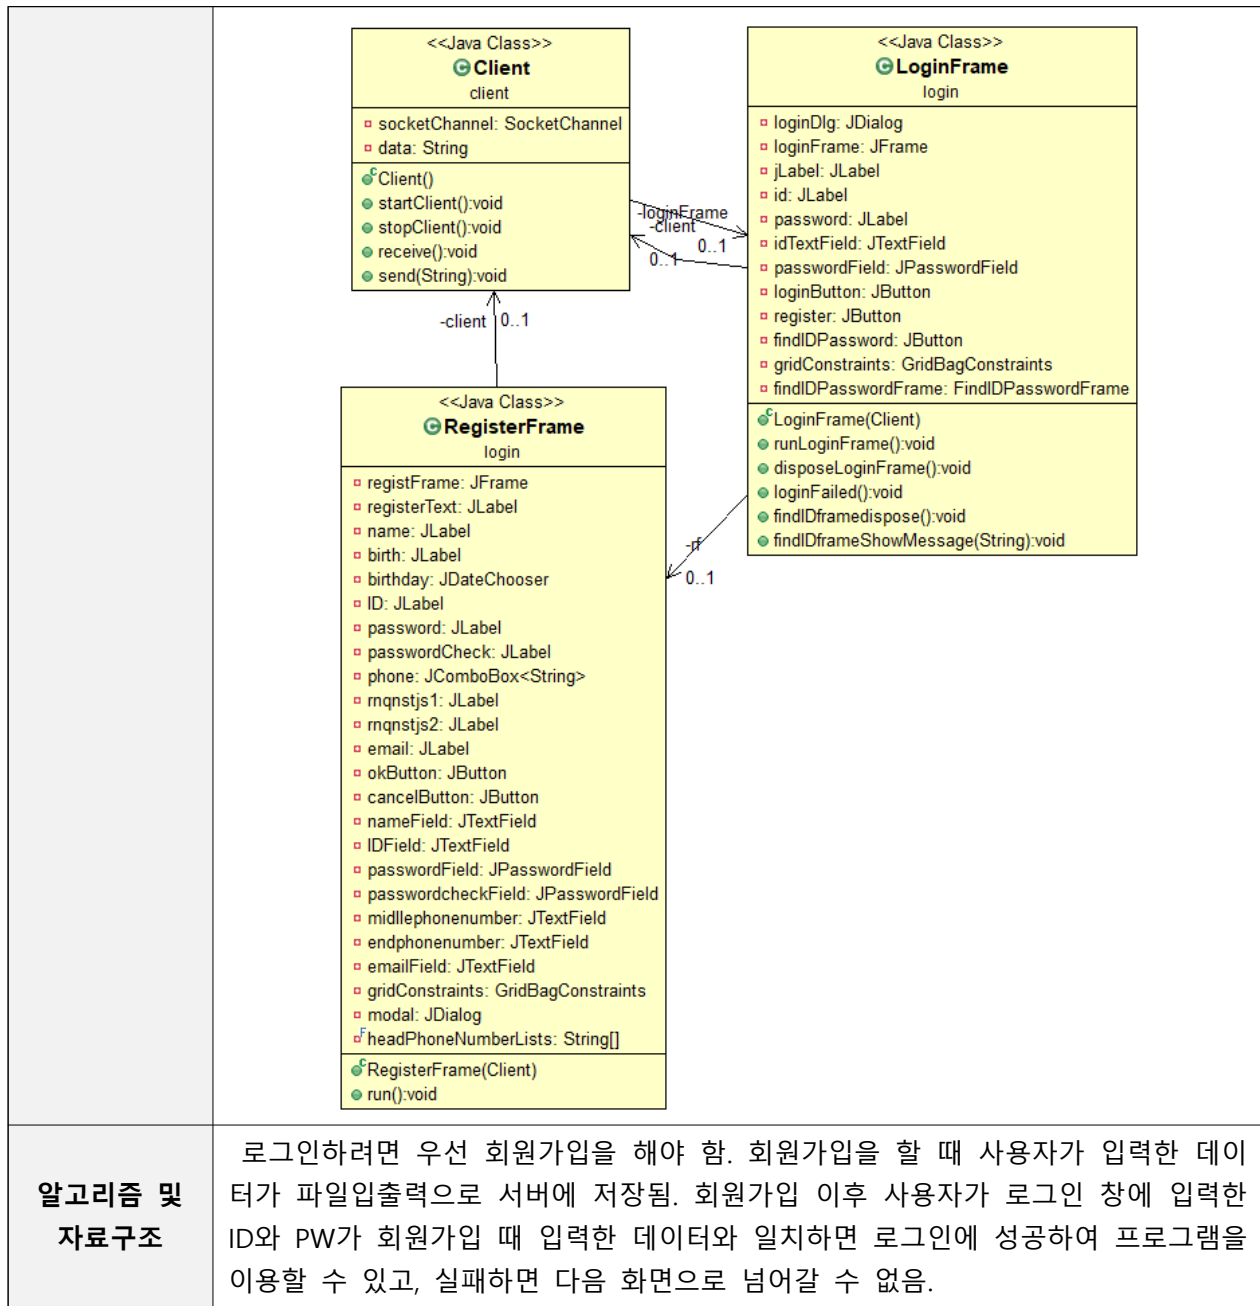 <<Java Class>>
Client
client
socketChannel: SocketChannel
data: String
Client()
startClient():void
stopClient():void
receive():void
send(String):void
-loginFrame
-client
0..1
0..1
-client
0..1
<<Java Class>>
LoginFrame
login
loginDlg: JDialog
loginFrame: JFrame
jLabel: JLabel
id: JLabel
password: JLabel
idTextField: JTextField
passwordField: JPasswordField
loginButton: JButton
register: JButton
findIDPassword: JButton
gridConstraints: GridBagConstraints
findIDPasswordFrame: FindIDPasswordFrame
LoginFrame(Client)
runLoginFrame():void
disposeLoginFrame():void
loginFailed():void
findIDframedispose():void
findIDframeShowMessage(String):void
-rf
0..1
<<Java Class>>
RegisterFrame
login
registFrame: JFrame
registerText: JLabel
name: JLabel
birth: JLabel
birthday: JDateChooser
ID: JLabel
password: JLabel
passwordCheck: JLabel
phone: JComboBox<String>
rnqnstjs1: JLabel
rnqnstjs2: JLabel
email: JLabel
okButton: JButton
cancelButton: JButton
nameField: JTextField
IDField: JTextField
passwordField: JPasswordField
passwordcheckField: JPasswordField
midllephonenumber: JTextField
endphonenumber: JTextField
emailField: JTextField
gridConstraints: GridBagConstraints
modal: JDialog
headPhoneNumberLists: String[]
RegisterFrame(Client)
run():void
알고리즘 및
자료구조
로그인하려면 우선 회원가입을 해야 함. 회원가입을 할 때 사용자가 입력한 데이
터가 파일입출력으로 서버에 저장됨. 회원가입 이후 사용자가 로그인 창에 입력한
ID와 PW가 회원가입 때 입력한 데이터와 일치하면 로그인에 성공하여 프로그램을
이용할 수 있고, 실패하면 다음 화면으로 넘어갈 수 없음.